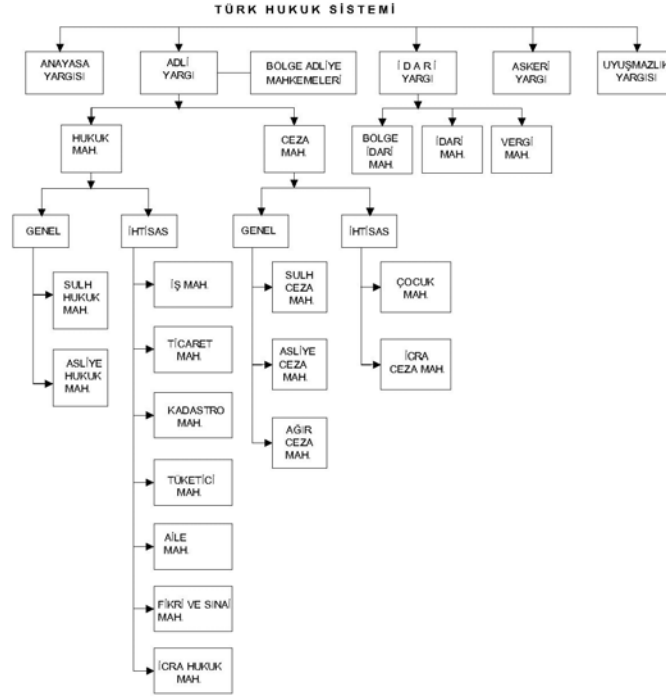 TÜRK HUKUK SİSTEMİ
ANAYASA
YARGISI
ADLİ
YARGI
BÖLGE ADLİYE
MAHKEMELERİ
İDARİ
YARGI
ASKERİ
YARGI
UYUŞMAZLIK
YARGISI
HUKUK
MAH.
CEZA
MAH.
BÖLGE
İDARİ
MAH.
İDARİ
MAH.
VERGİ
MAH.
GENEL
İHTİSAS
GENEL
İHTİSAS
SULH
HUKUK
MAH.
ASLİYE
HUKUK
MAH.
İŞ MAH.
TİCARET
MAH.
KADASTRO
MAH.
TÜKETİCİ
MAH.
AİLE
MAH.
FİKRİ VE SINAİ
MAH.
İCRA HUKUK
MAH.
SULH
CEZA
MAH.
ASLİYE
CEZA
MAH.
AĞIR
CEZA
MAH.
ÇOCUK
MAH.
İCRA
CEZA MAH.